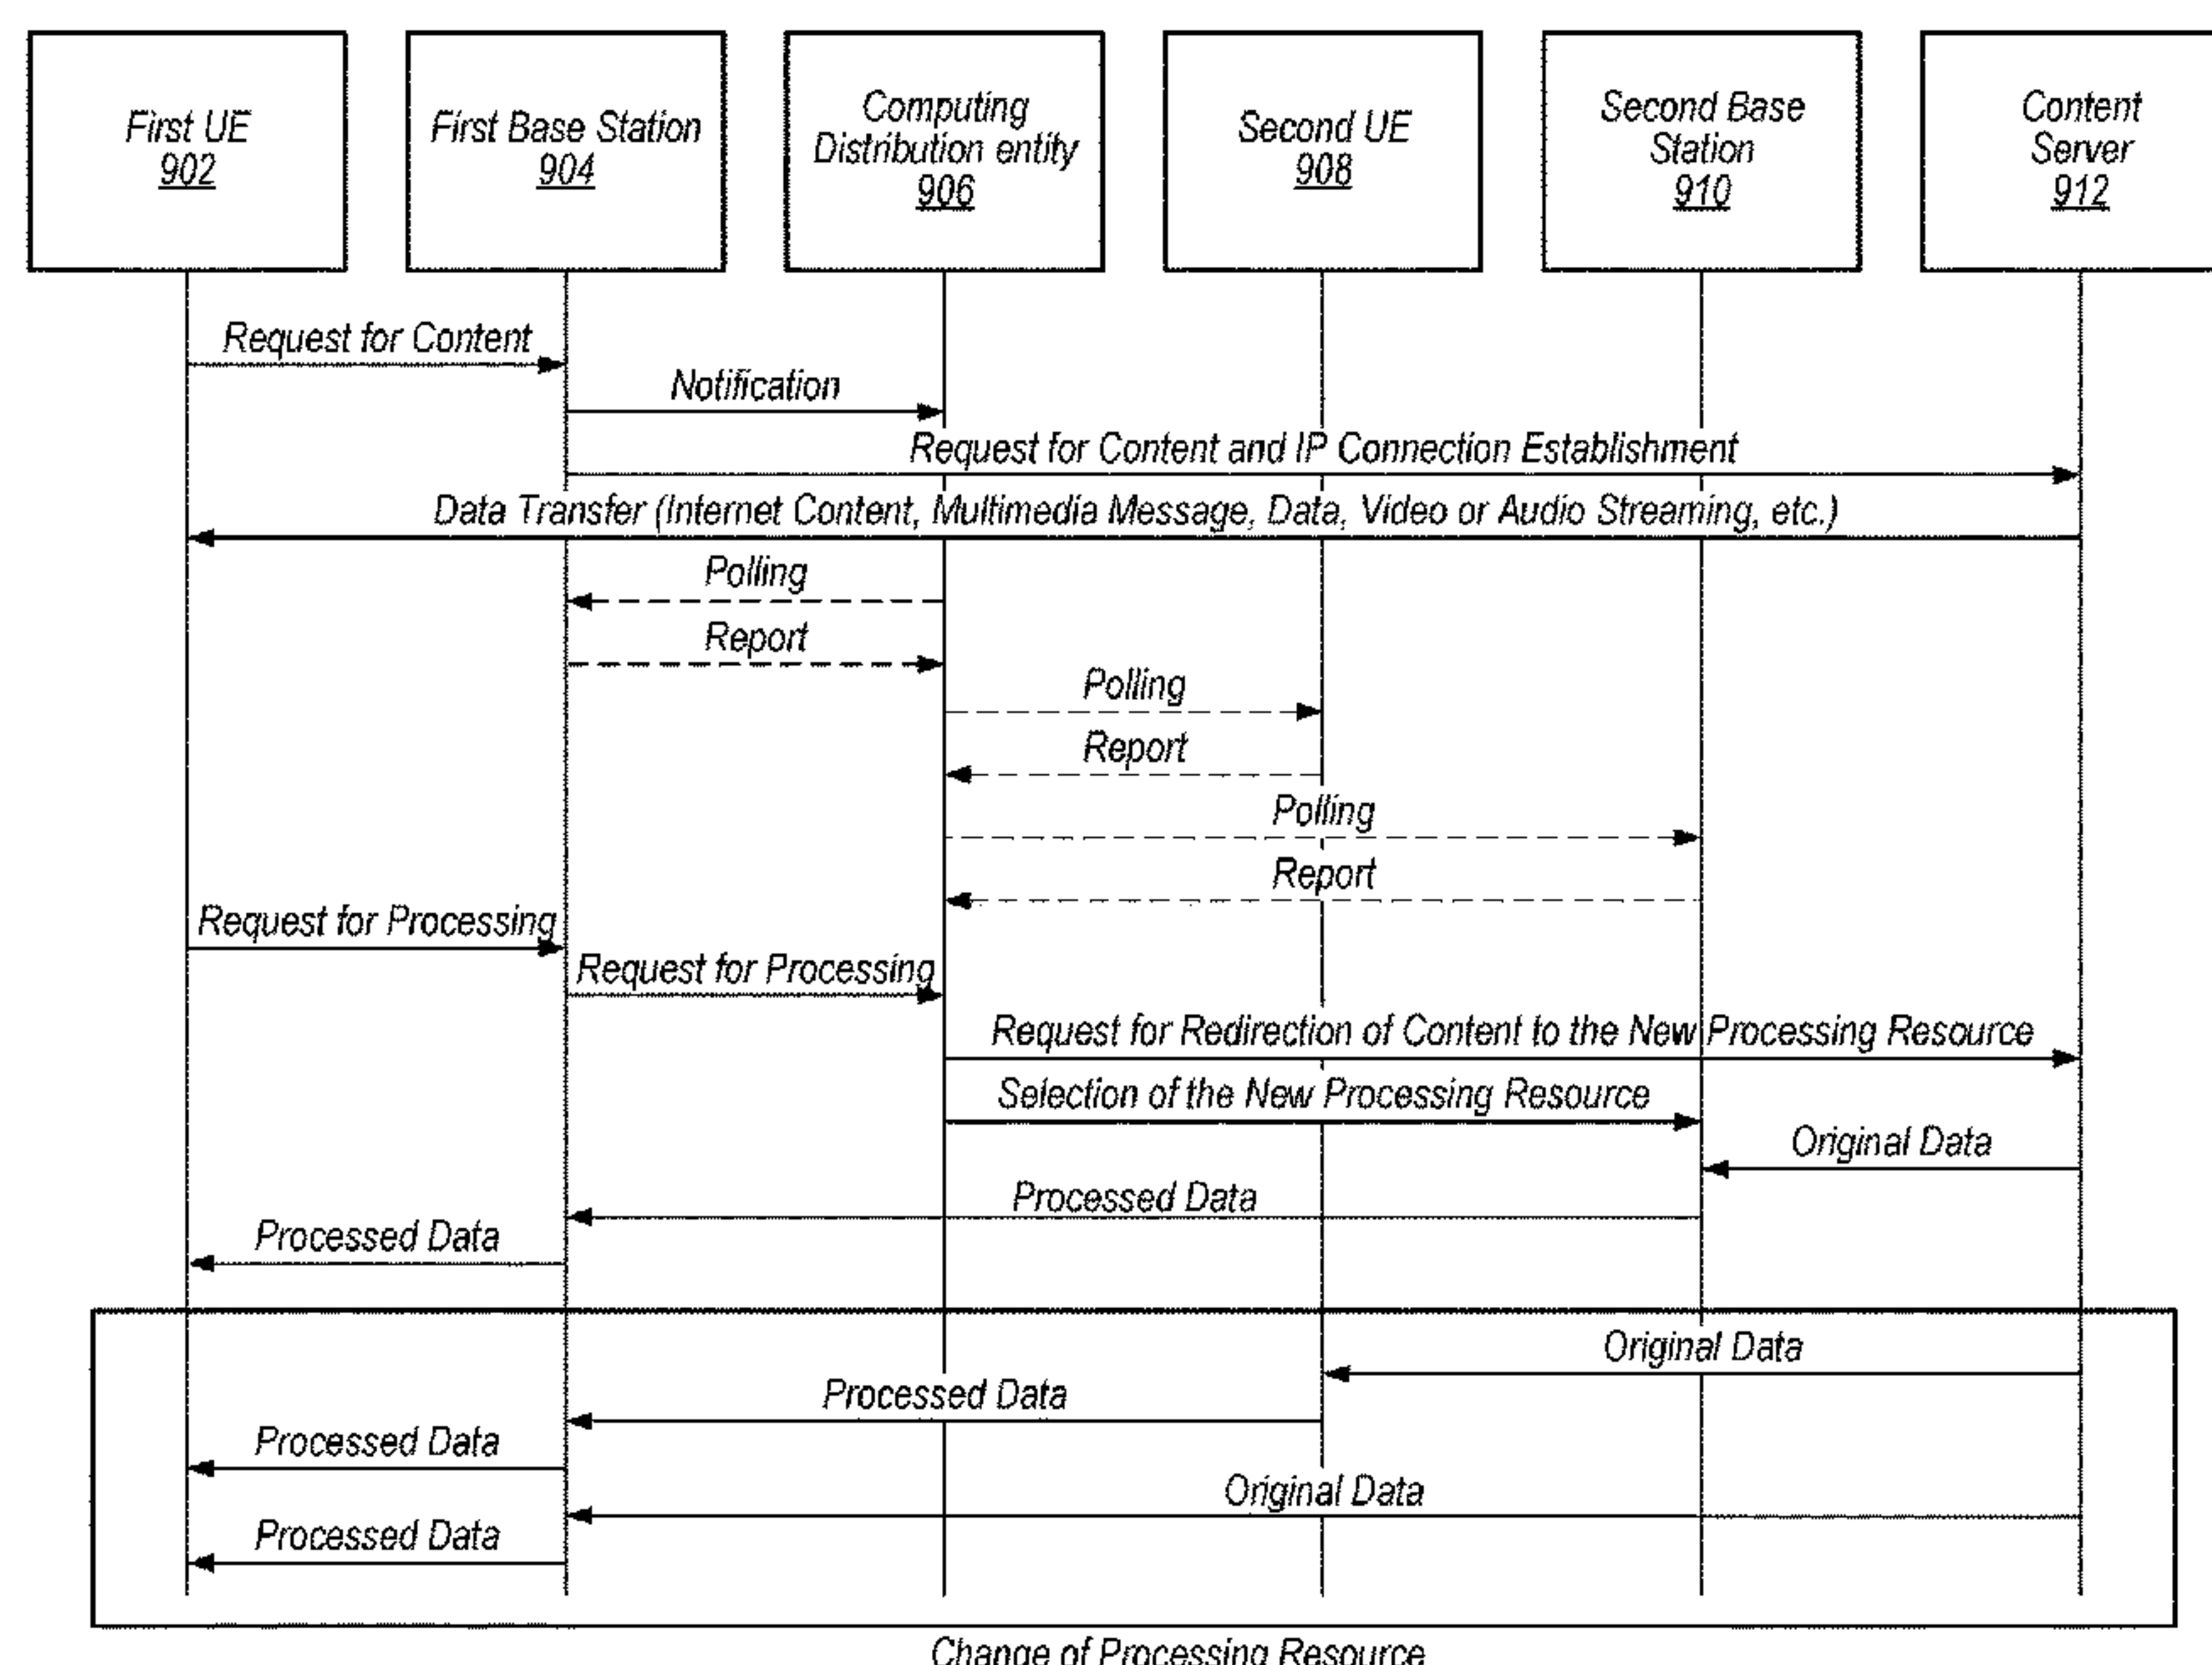 First UE
902
First Base Station
904
Computing
Distribution entity
906
Second UE
908
Second Base
Station
910
Content
Server
912
Request for Content
Notification
Request for Content and IP Connection Establishment
Data Transfer (Internet Content, Multimedia Message, Data, Video or Audio Streaming, etc.)
Polling
Report
Polling
Report
Polling
Report
Request for Processing
Request for Processing
Request for Redirection of Content to the New Processing Resource
Selection of the New Processing Resource
Original Data
Processed Data
Processed Data
Original Data
Processed Data
Processed Data
Original Data
Processed Data
Change of Processing Resource